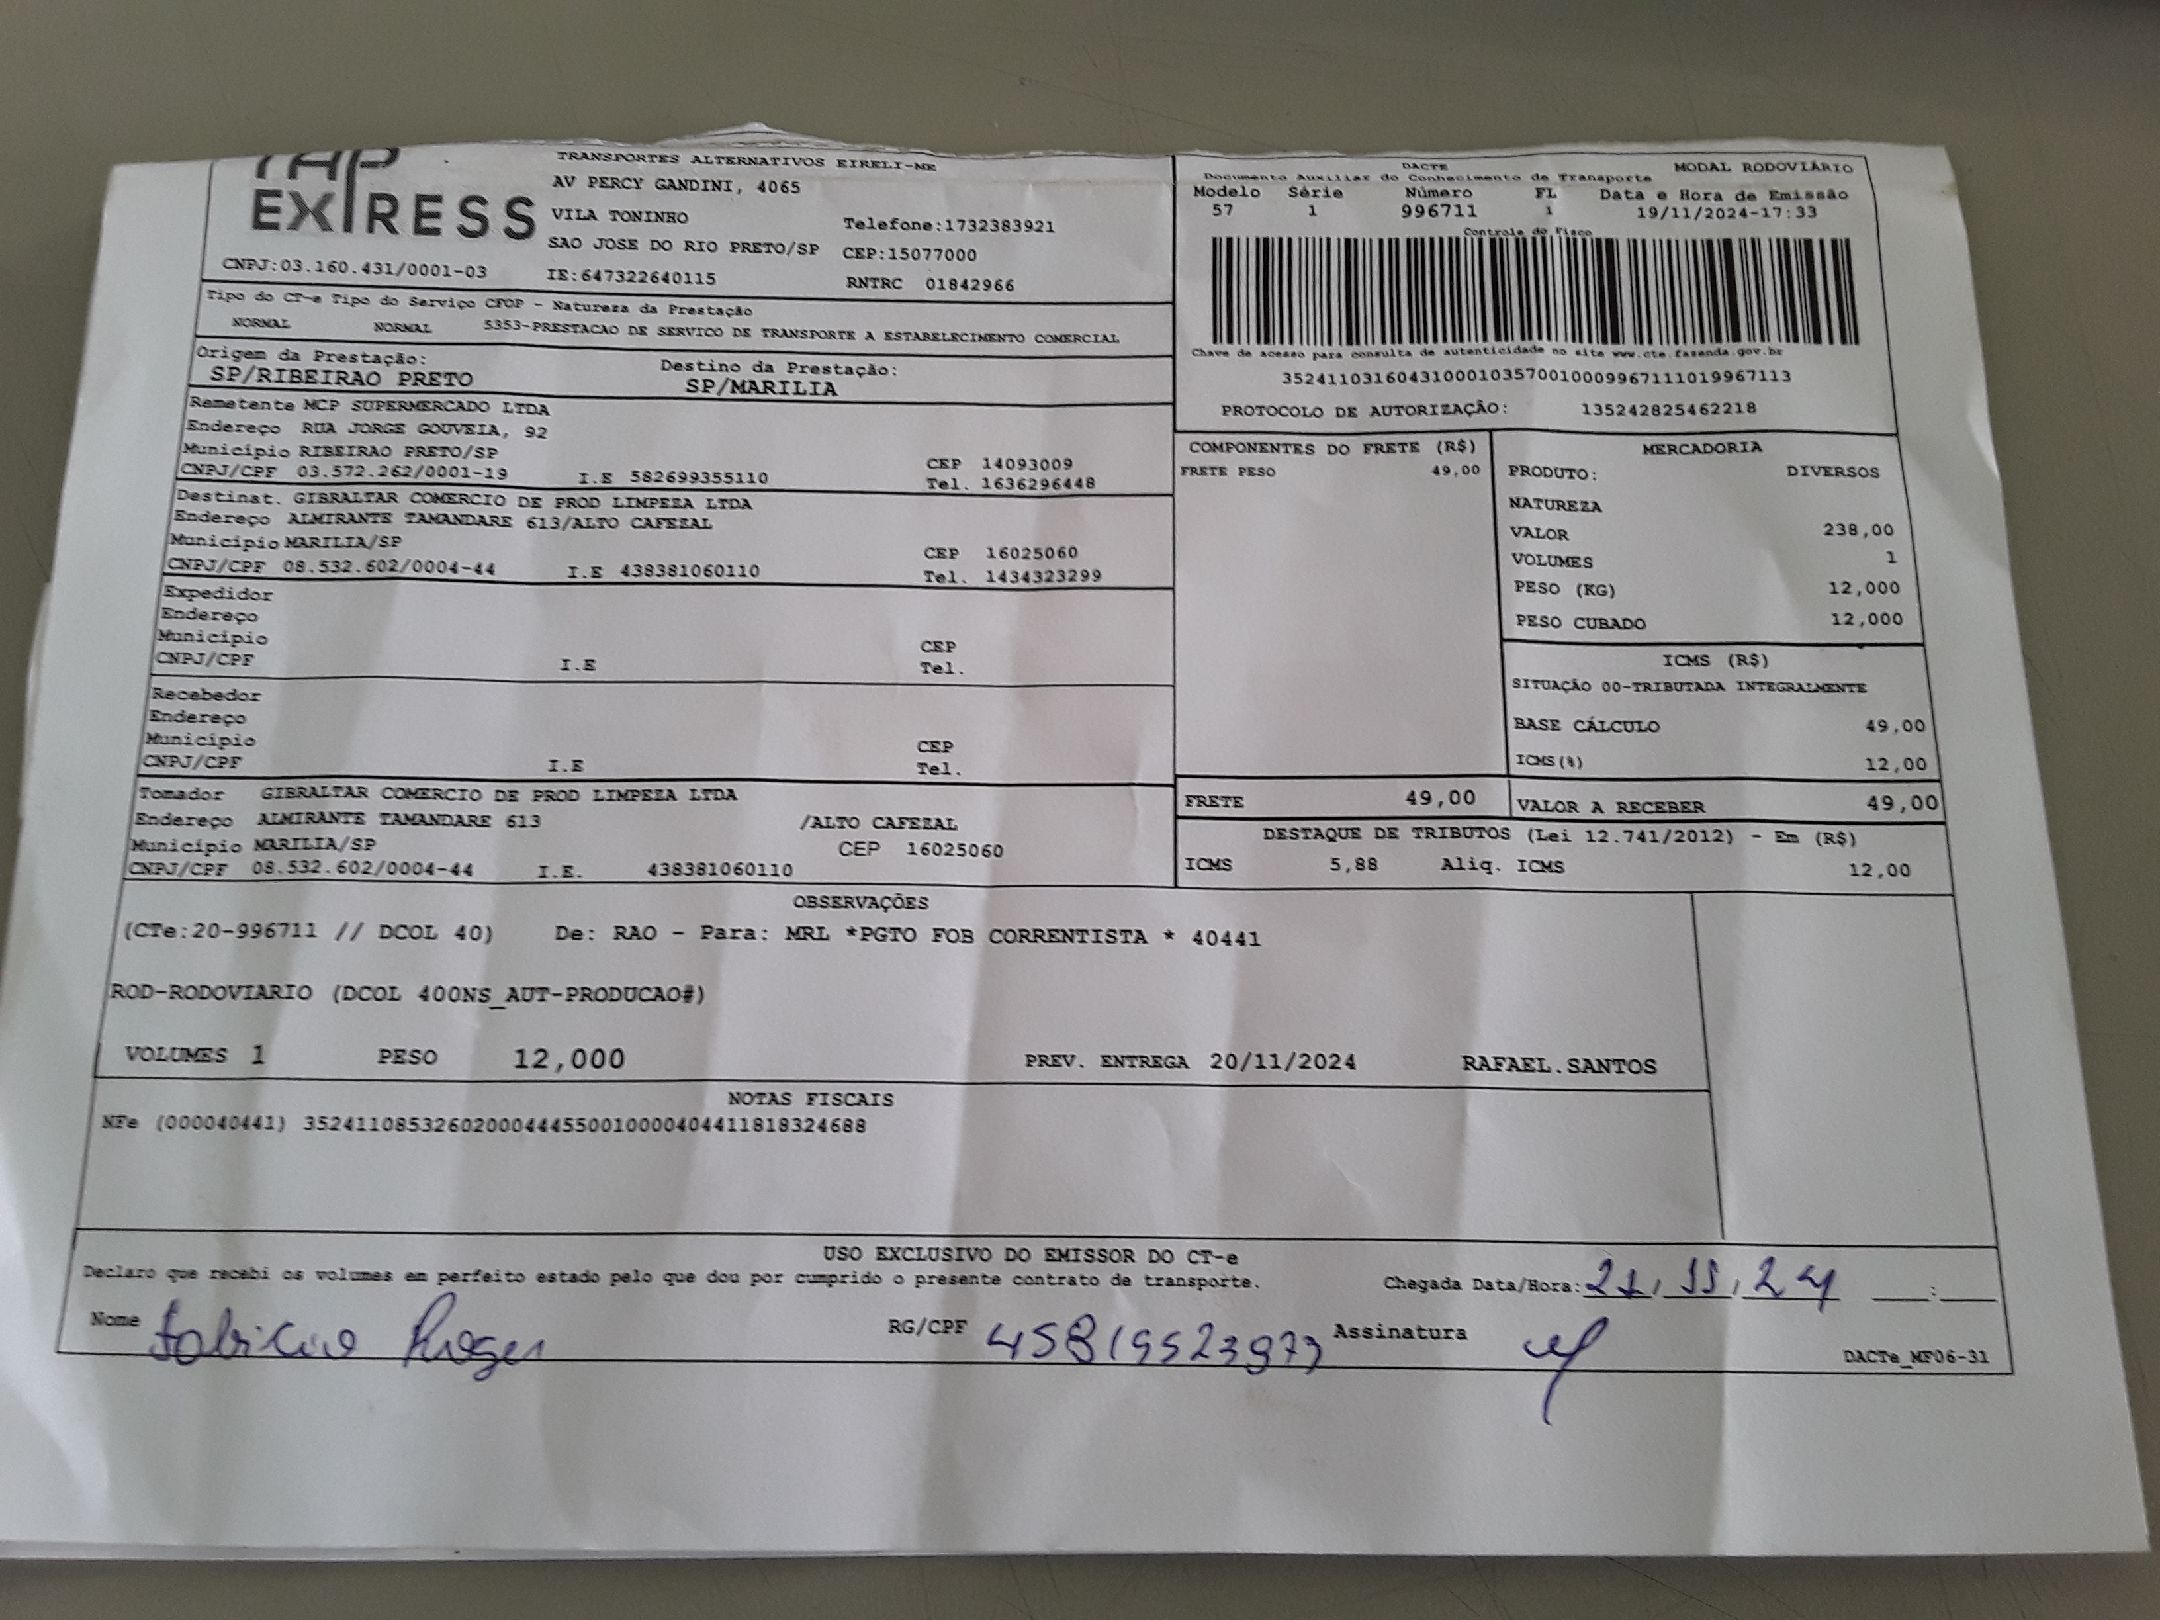 TAP
EXPRESS
TRANSPORTES ALTERNATIVOS EIRELI-ME
AV PERCY GANDINI, 4065
VILA TONINHO Telefone:1732383921
SAO JOSE DO RIO PRETO/SP CEP:15077000
CNPJ:03.160.431/0001-03 IE:647322640115 RNTRC 01842966
DACTE MODAL RODOVIÁRIO
Documento Auxiliar do Conhecimento de Transporte
Modelo Série Número FL Data e Hora de Emissão
57 1 996711 1 19/11/2024-17:33
Controle do Fisco
Chave de acesso para consulta de autenticidade no site www.cte.fazenda.gov.br
35241103160431000103570010009967111019967113
PROTOCOLO DE AUTORIZAÇÃO: 135242825462218
Tipo do CT-e Tipo do Serviço CFOP - Natureza da Prestação
NORMAL NORMAL 5353-PRESTACAO DE SERVICO DE TRANSPORTE A ESTABELECIMENTO COMERCIAL
Origem da Prestação: Destino da Prestação:
SP/RIBEIRAO PRETO SP/MARILIA
Remetente MCP SUPERMERCADO LTDA
Endereço RUA JORGE GOUVEIA, 92
Município RIBEIRAO PRETO/SP CEP 14093009
CNPJ/CPF 03.572.262/0001-19 I.E 582699355110 Tel. 1636296448
Destinat. GIBRALTAR COMERCIO DE PROD LIMPEZA LTDA
Endereço ALMIRANTE TAMANDARE 613/ALTO CAFEZAL
Município MARILIA/SP CEP 16025060
CNPJ/CPF 08.532.602/0004-44 I.E 438381060110 Tel. 1434323299
Expedidor
Endereço
Município CEP
CNPJ/CPF I.E Tel.
Recebedor
Endereço
Município CEP
CNPJ/CPF I.E Tel.
Tomador GIBRALTAR COMERCIO DE PROD LIMPEZA LTDA
Endereço ALMIRANTE TAMANDARE 613 /ALTO CAFEZAL
Município MARILIA/SP CEP 16025060
CNPJ/CPF 08.532.602/0004-44 I.E. 438381060110
COMPONENTES DO FRETE (R$)
FRETE PESO 49,00
MERCADORIA
PRODUTO: DIVERSOS
NATUREZA
VALOR 238,00
VOLUMES 1
PESO (KG) 12,000
PESO CUBADO 12,000
ICMS (R$)
SITUAÇÃO 00-TRIBUTADA INTEGRALMENTE
BASE CÁLCULO 49,00
ICMS(%) 12,00
FRETE 49,00 VALOR A RECEBER 49,00
DESTAQUE DE TRIBUTOS (Lei 12.741/2012) - Em (R$)
ICMS 5,88 Aliq. ICMS 12,00
OBSERVAÇÕES
(CTe:20-996711 // DCOL 40) De: RAO - Para: MRL *PGTO FOB CORRENTISTA * 40441
ROD-RODOVIARIO (DCOL 400NS_AUT-PRODUCAO#)
VOLUMES 1 PESO 12,000 PREV. ENTREGA 20/11/2024 RAFAEL.SANTOS
NOTAS FISCAIS
NFe (000040441) 35241108532602000444550010000404411818324688
USO EXCLUSIVO DO EMISSOR DO CT-e
Declaro que recebi os volumes em perfeito estado pelo que dou por cumprido o presente contrato de transporte. Chegada Data/Hora: 21/11/24 __:__
Nome Fabricio RG/CPF 45819523973 Assinatura
DACTe_MF06-31